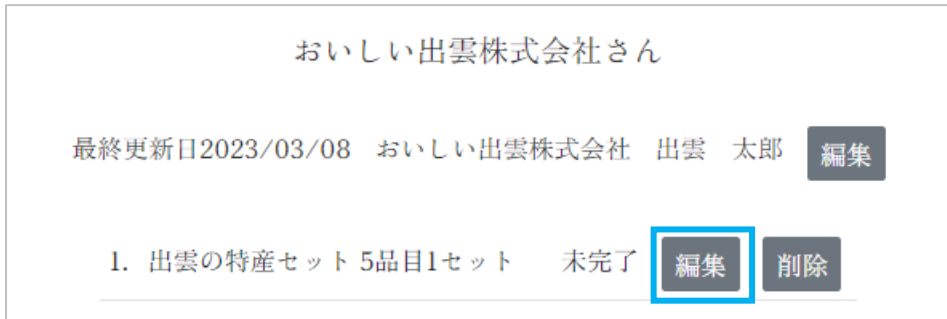 おいしい出雲株式会社さん
最終更新日2023/03/08　おいしい出雲株式会社　出雲　太郎　編集
1. 出雲の特産セット 5品目1セット　　未完了　編集　削除